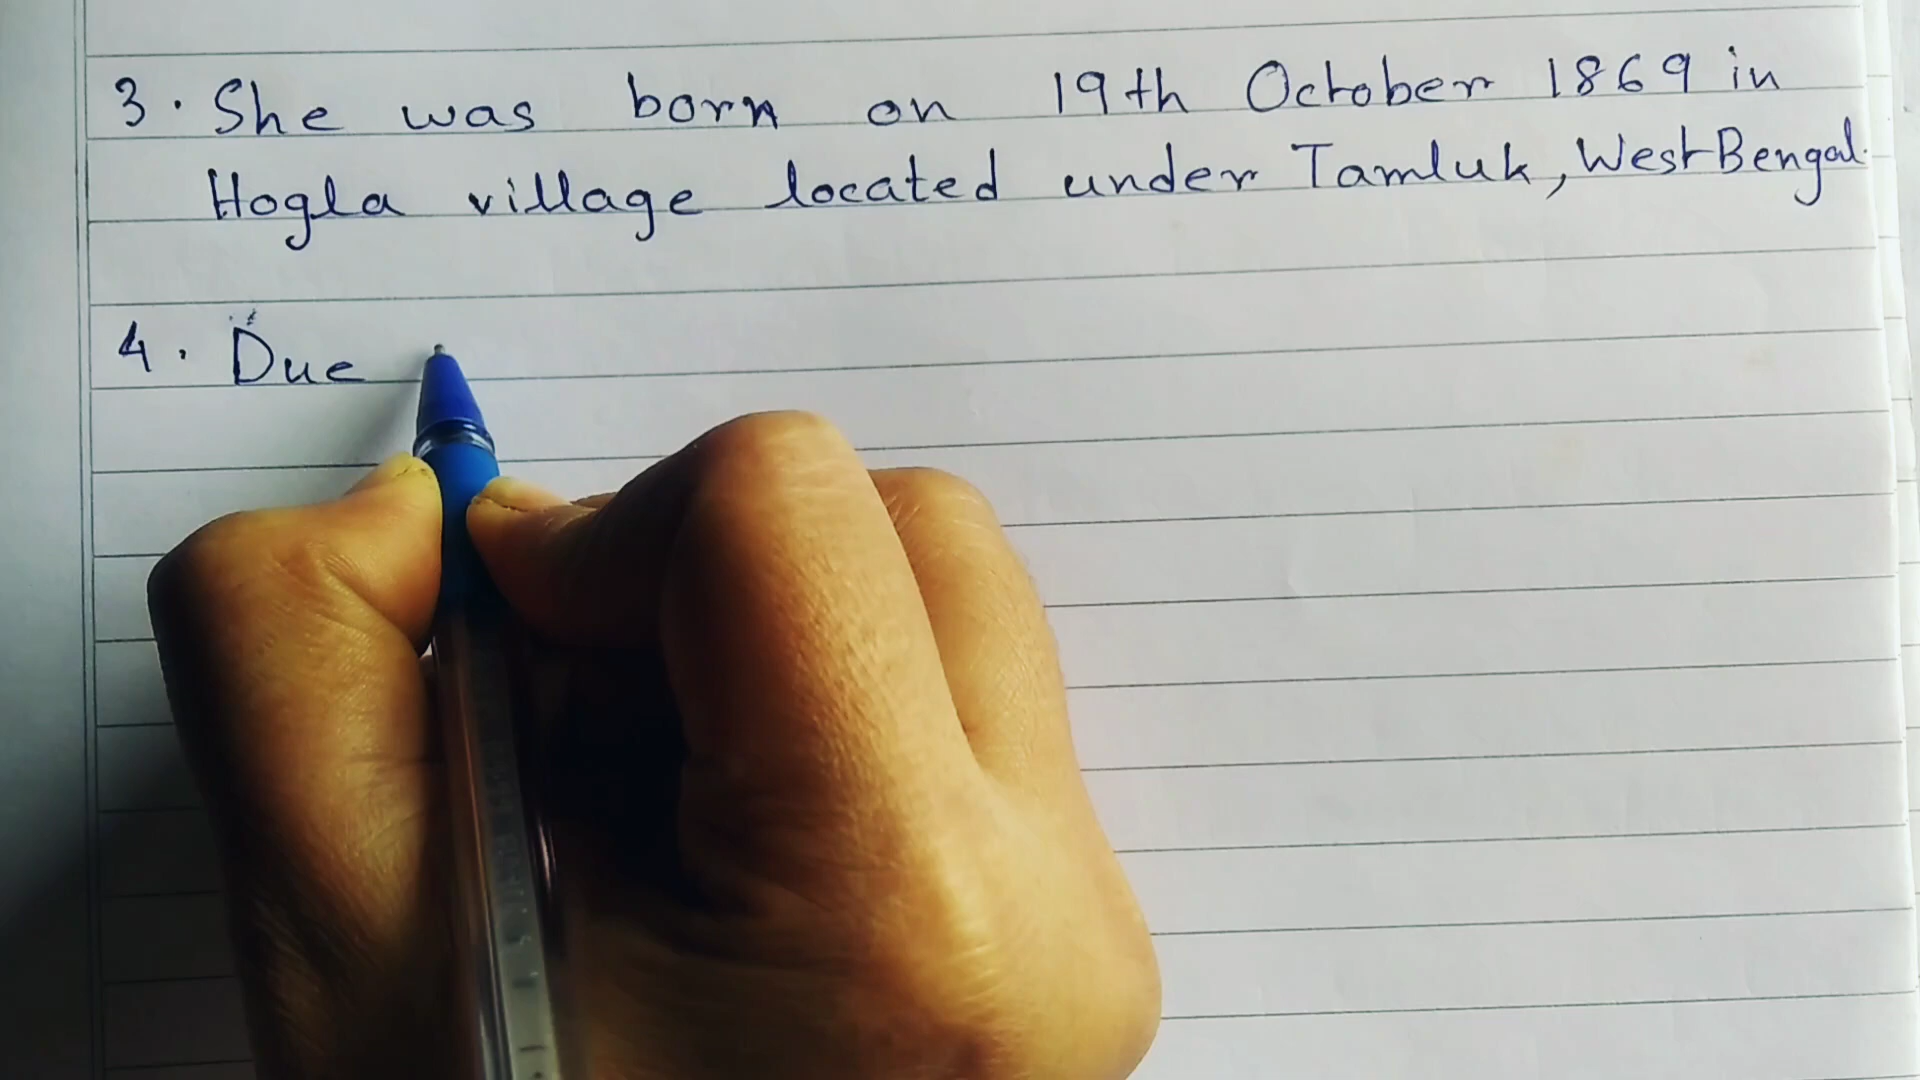 3. She was born on 19th October 1869 in
Hogla village located under Tamluk, West Bengal.
4. Due